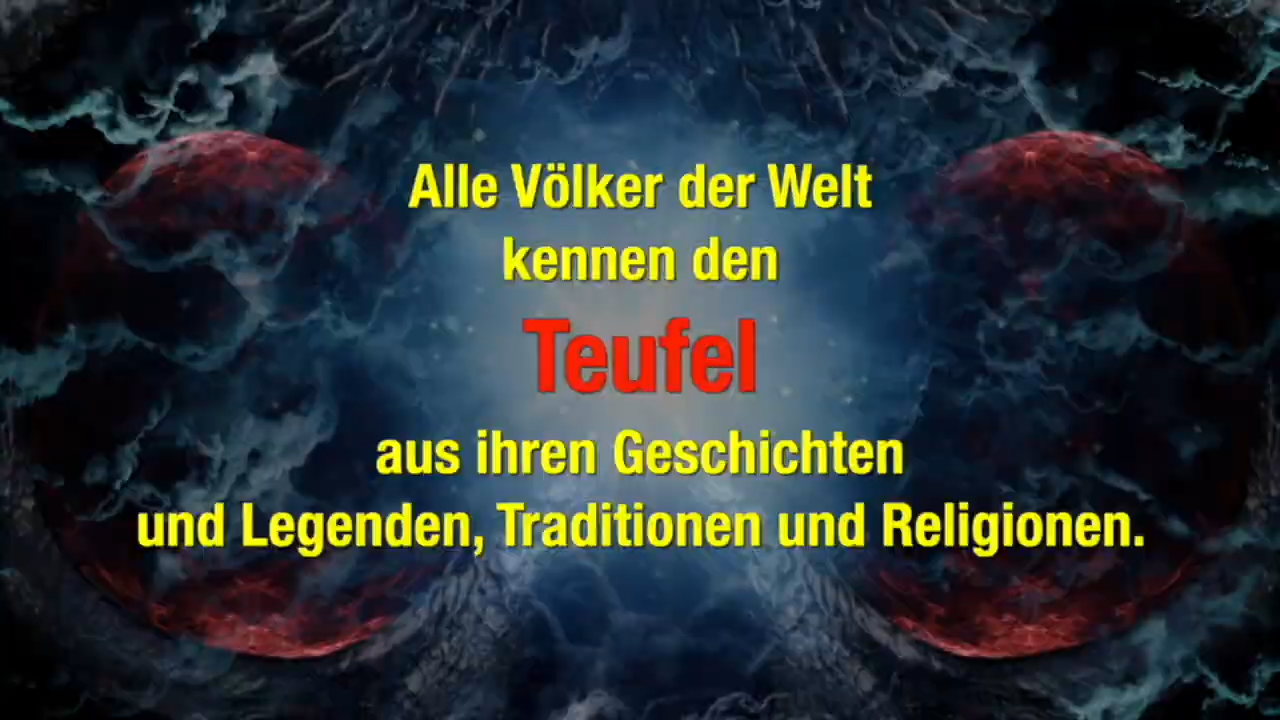 Alle Völker der Welt
kennen den
Teufel
aus ihren Geschichten
und Legenden, Traditionen und Religionen.